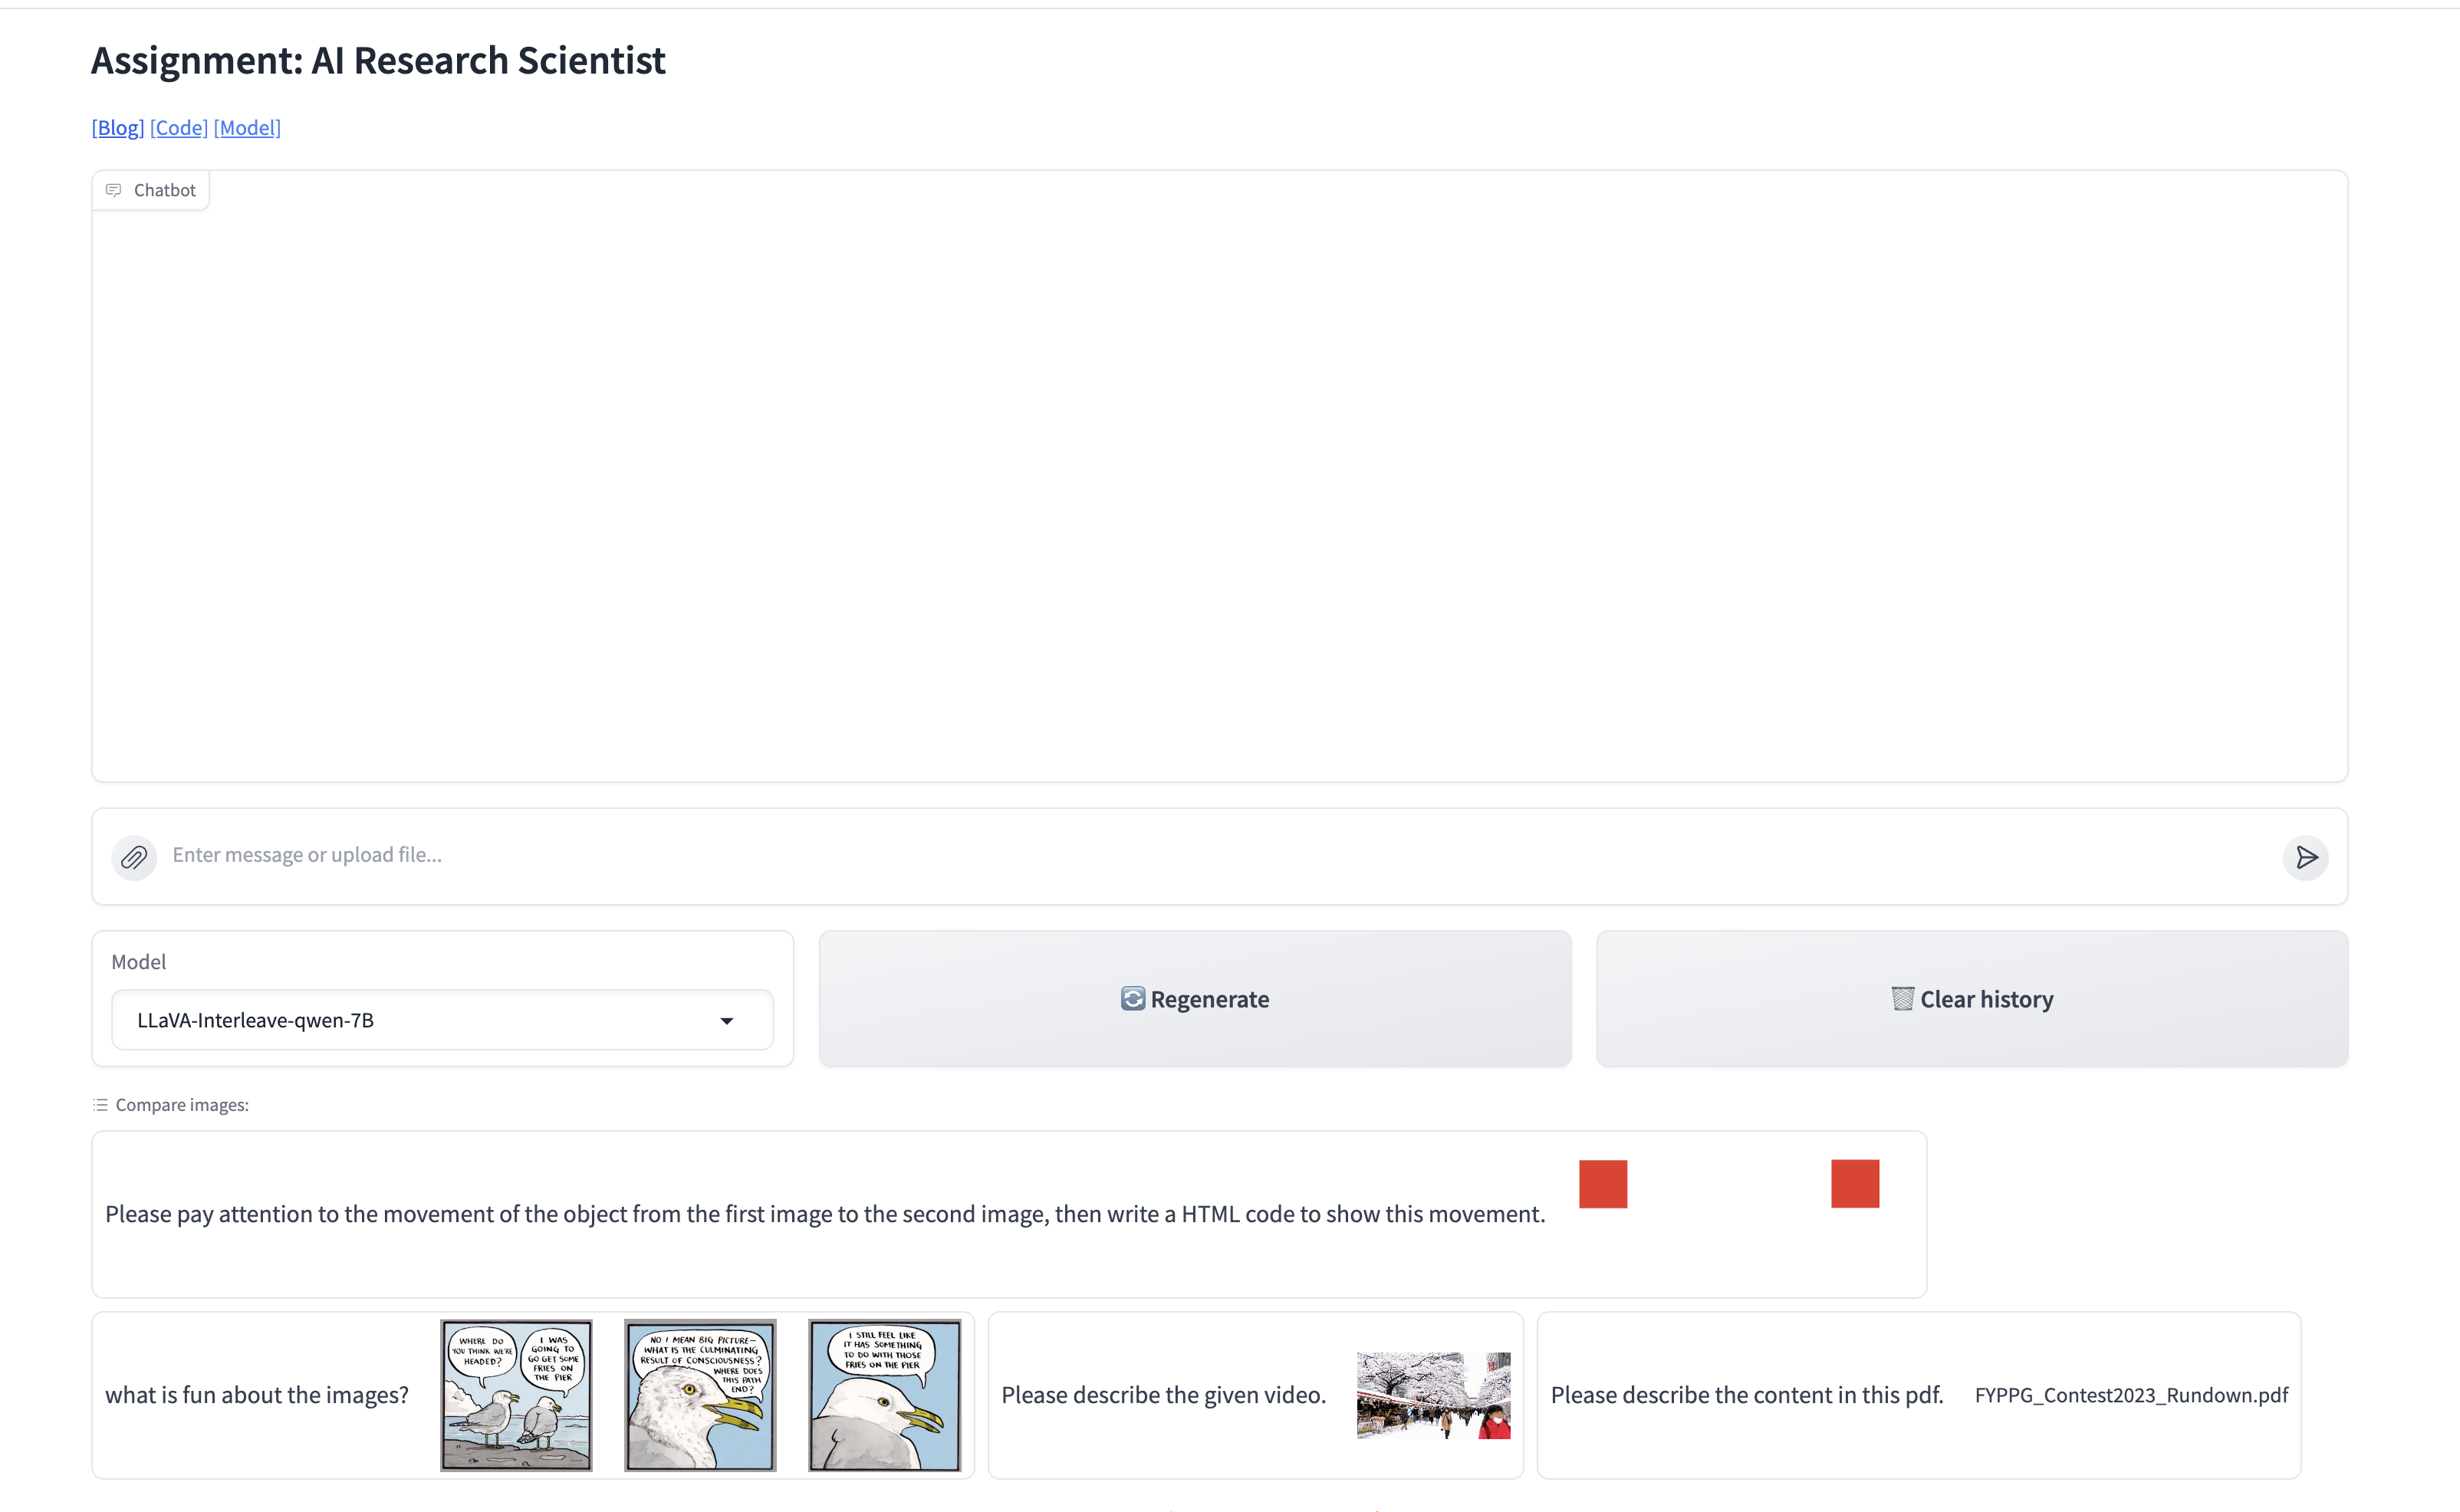 Assignment: AI Research Scientist
[Blog] [Code] [Model]
Chatbot
Enter message or upload file...
Model
LLaVA-Interleave-qwen-7B
Regenerate
Clear history
Compare images:
Please pay attention to the movement of the object from the first image to the second image, then write a HTML code to show this movement.
what is fun about the images?
WHERE DO
YOU THINK WE'RE
HEADED?
I WAS
GOING TO
GO GET SOME
FRIES ON
THE PIER
NO I MEAN BIG PICTURE—
WHAT IS THE CULMINATING
RESULT OF CONSCIOUSNESS?
WHERE DOES
THIS PATH
END?
I STILL FEEL LIKE
IT HAS SOMETHING
TO DO WITH THOSE
FRIES ON THE PIER
Please describe the given video.
Please describe the content in this pdf.
FYPPG_Contest2023_Rundown.pdf